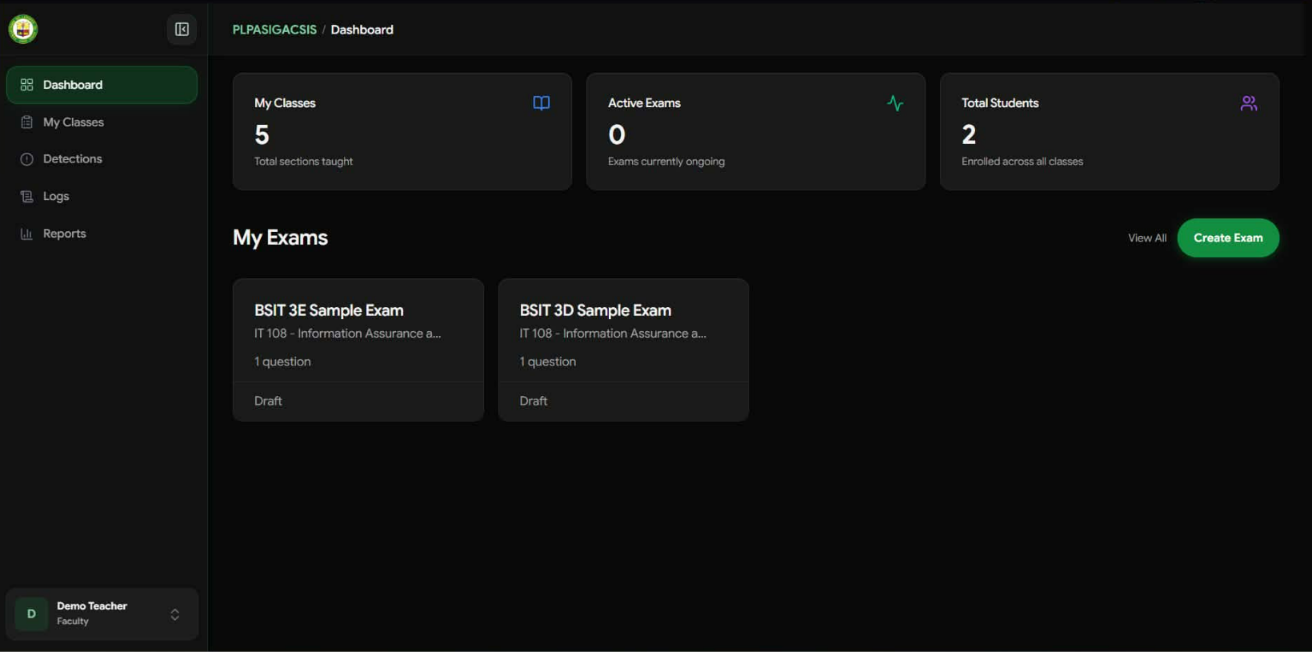 PLPASIGACSIS / Dashboard
Dashboard
My Classes
Detections
Logs
Reports
My Classes
5
Total sections taught
Active Exams
0
Exams currently ongoing
Total Students
2
Enrolled across all classes
My Exams
View All
Create Exam
BSIT 3E Sample Exam
IT 108 - Information Assurance a...
1 question
Draft
BSIT 3D Sample Exam
IT 108 - Information Assurance a...
1 question
Draft
D
Demo Teacher
Faculty